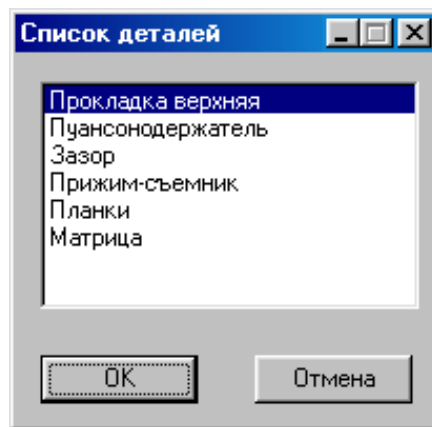 Список деталей
Прокладка верхняя
Пуансонодержатель
Зазор
Прижим-съемник
Планки
Матрица
OK
Отмена